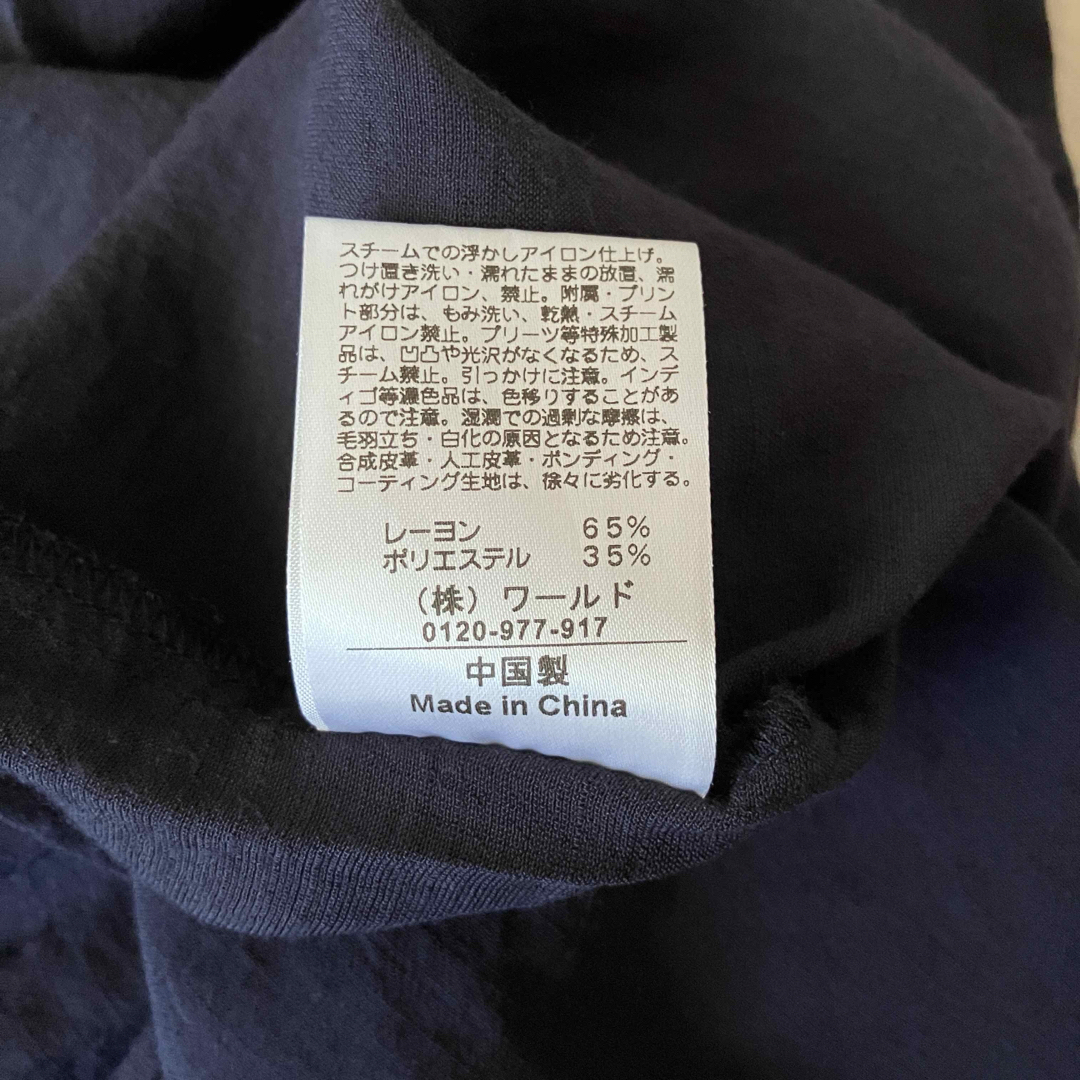 スチームでの浮かしアイロン仕上げ。
つけ置き洗い・濡れたままの放置、濡
れがけアイロン、禁止。附属・プリン
ト部分は、もみ洗い、乾熱・スチーム
アイロン禁止。プリーツ等特殊加工製
品は、凹凸や光沢がなくなるため、ス
チーム禁止。引っかけに注意。インデ
ィゴ等濃色品は、色移りすることがあ
るので注意。湿潤での過剰な摩擦は、
毛羽立ち・白化の原因となるため注意。
合成皮革・人工皮革・ボンディング・
コーティング生地は、徐々に劣化する。
レーヨン 65%
ポリエステル 35%
(株)ワールド
0120-977-917
中国製
Made in China